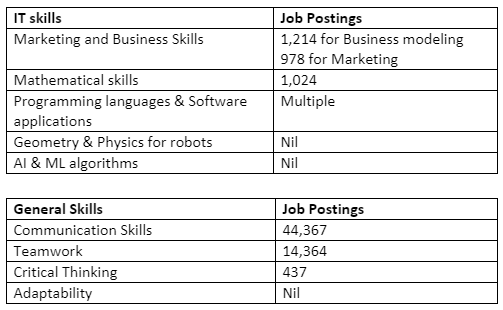 IT skills Job Postings
Marketing and Business Skills 1,214 for Business modeling
978 for Marketing
Mathematical skills 1,024
Programming languages & Software Multiple
applications
Geometry & Physics for robots Nil
AI & ML algorithms Nil
General Skills Job Postings
Communication Skills 44,367
Teamwork 14,364
Critical Thinking 437
Adaptability Nil